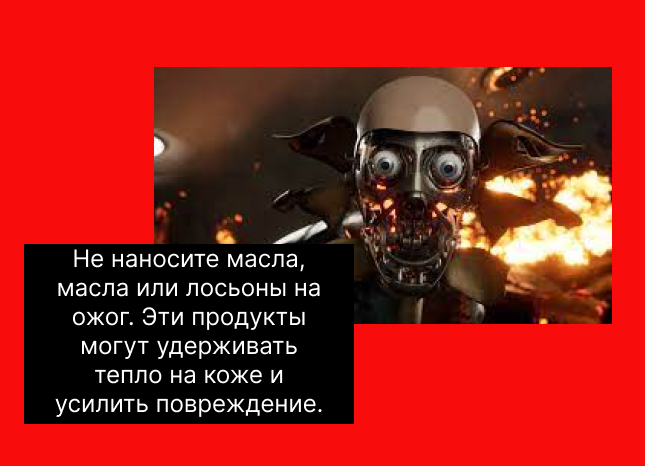 Не наносите масла,
масла или лосьоны на
ожог. Эти продукты
могут удерживать
тепло на коже и
усилить повреждение.